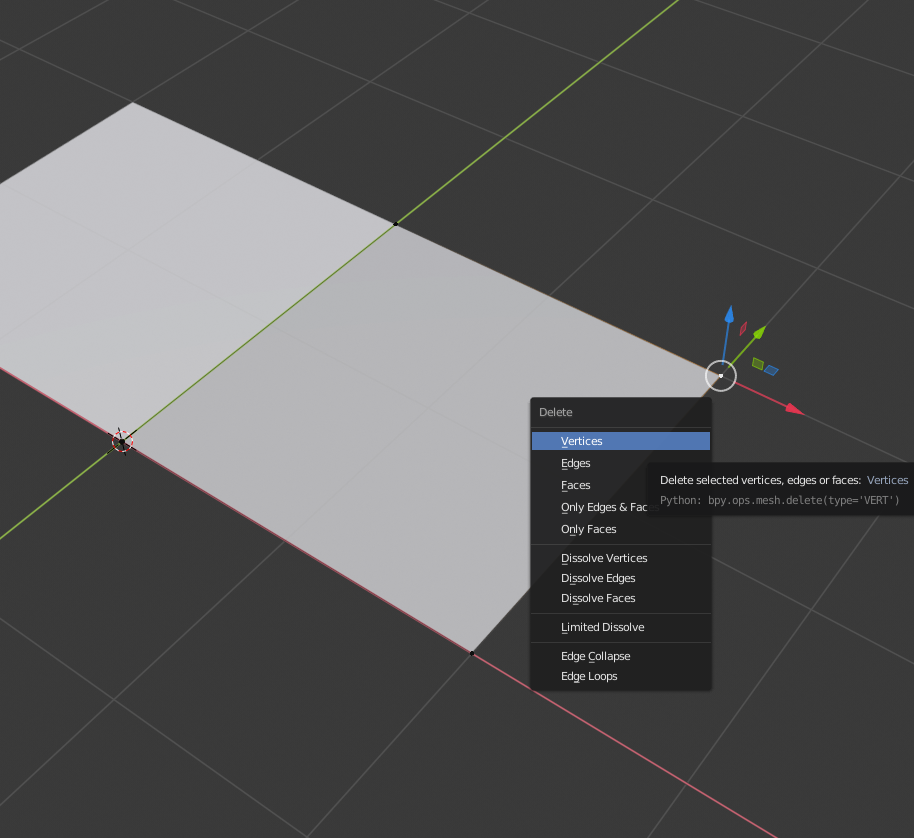 Delete
Vertices
Edges
Faces
Only Edges & Fac
Only Faces
Dissolve Vertices
Dissolve Edges
Dissolve Faces
Limited Dissolve
Edge Collapse
Edge Loops
Delete selected vertices, edges or faces: Vertices
Python: bpy.ops.mesh.delete(type='VERT')